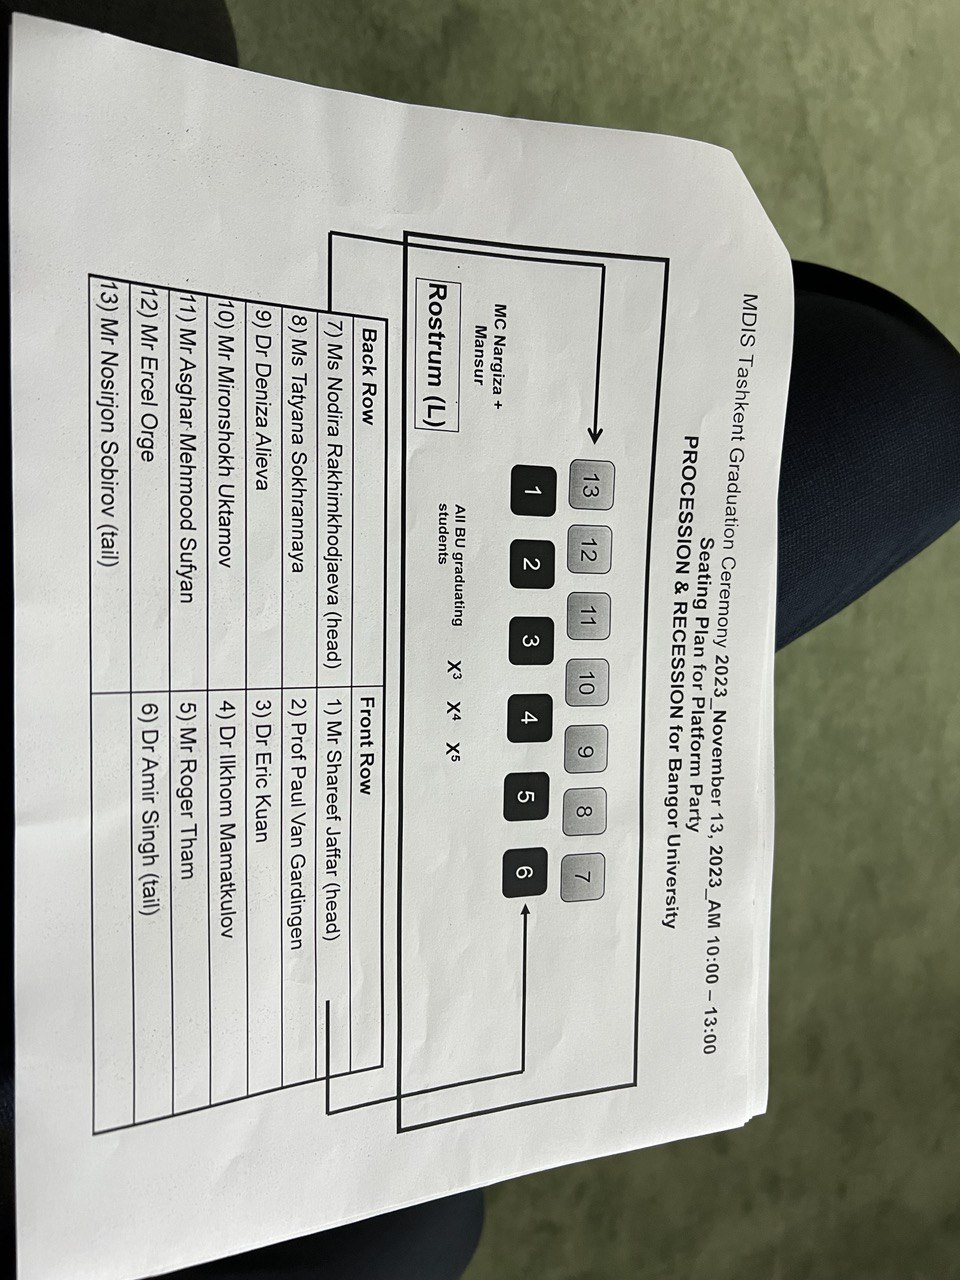 MDIS Tashkent Graduation Ceremony 2023_November 13, 2023_AM 10:00 – 13:00
Seating Plan for Platform Party
PROCESSION & RECESSION for Bangor University
13 12 11 10 9 8 7
1 2 3 4 5 6
MC Nargiza +
Mansur
Rostrum (L)
All BU graduating
students
X³ X⁴ X⁵
Back Row Front Row
7) Ms Nodira Rakhimkhodjaeva (head) 1) Mr Shareef Jaffar (head)
8) Ms Tatyana Sokhrannaya 2) Prof Paul Van Gardingen
9) Dr Deniza Alieva 3) Dr Eric Kuan
10) Mr Mironshokh Uktamov 4) Dr Ilkhom Mamatkulov
11) Mr Asghar Mehmood Sufyan 5) Mr Roger Tham
12) Mr Ercel Orge 6) Dr Amir Singh (tail)
13) Mr Nosirjon Sobirov (tail)